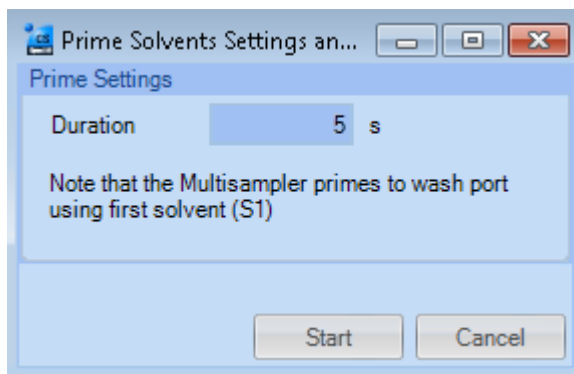 Prime Solvents Settings an...
Prime Settings
Duration 5 s
Note that the Multisampler primes to wash port
using first solvent (S1)
Start Cancel